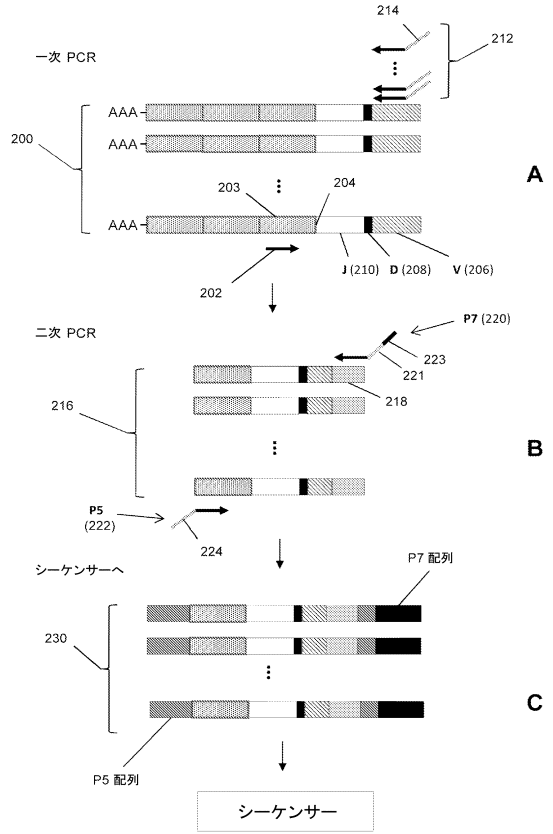 214
212
一次 PCR
AAA
200
AAA
A
203
204
AAA
J (210)
D (208)
V (206)
202
二次 PCR
P7 (220)
223
221
218
216
B
P5
(222)
224
シーケンサーへ
P7 配列
230
C
P5 配列
シーケンサー